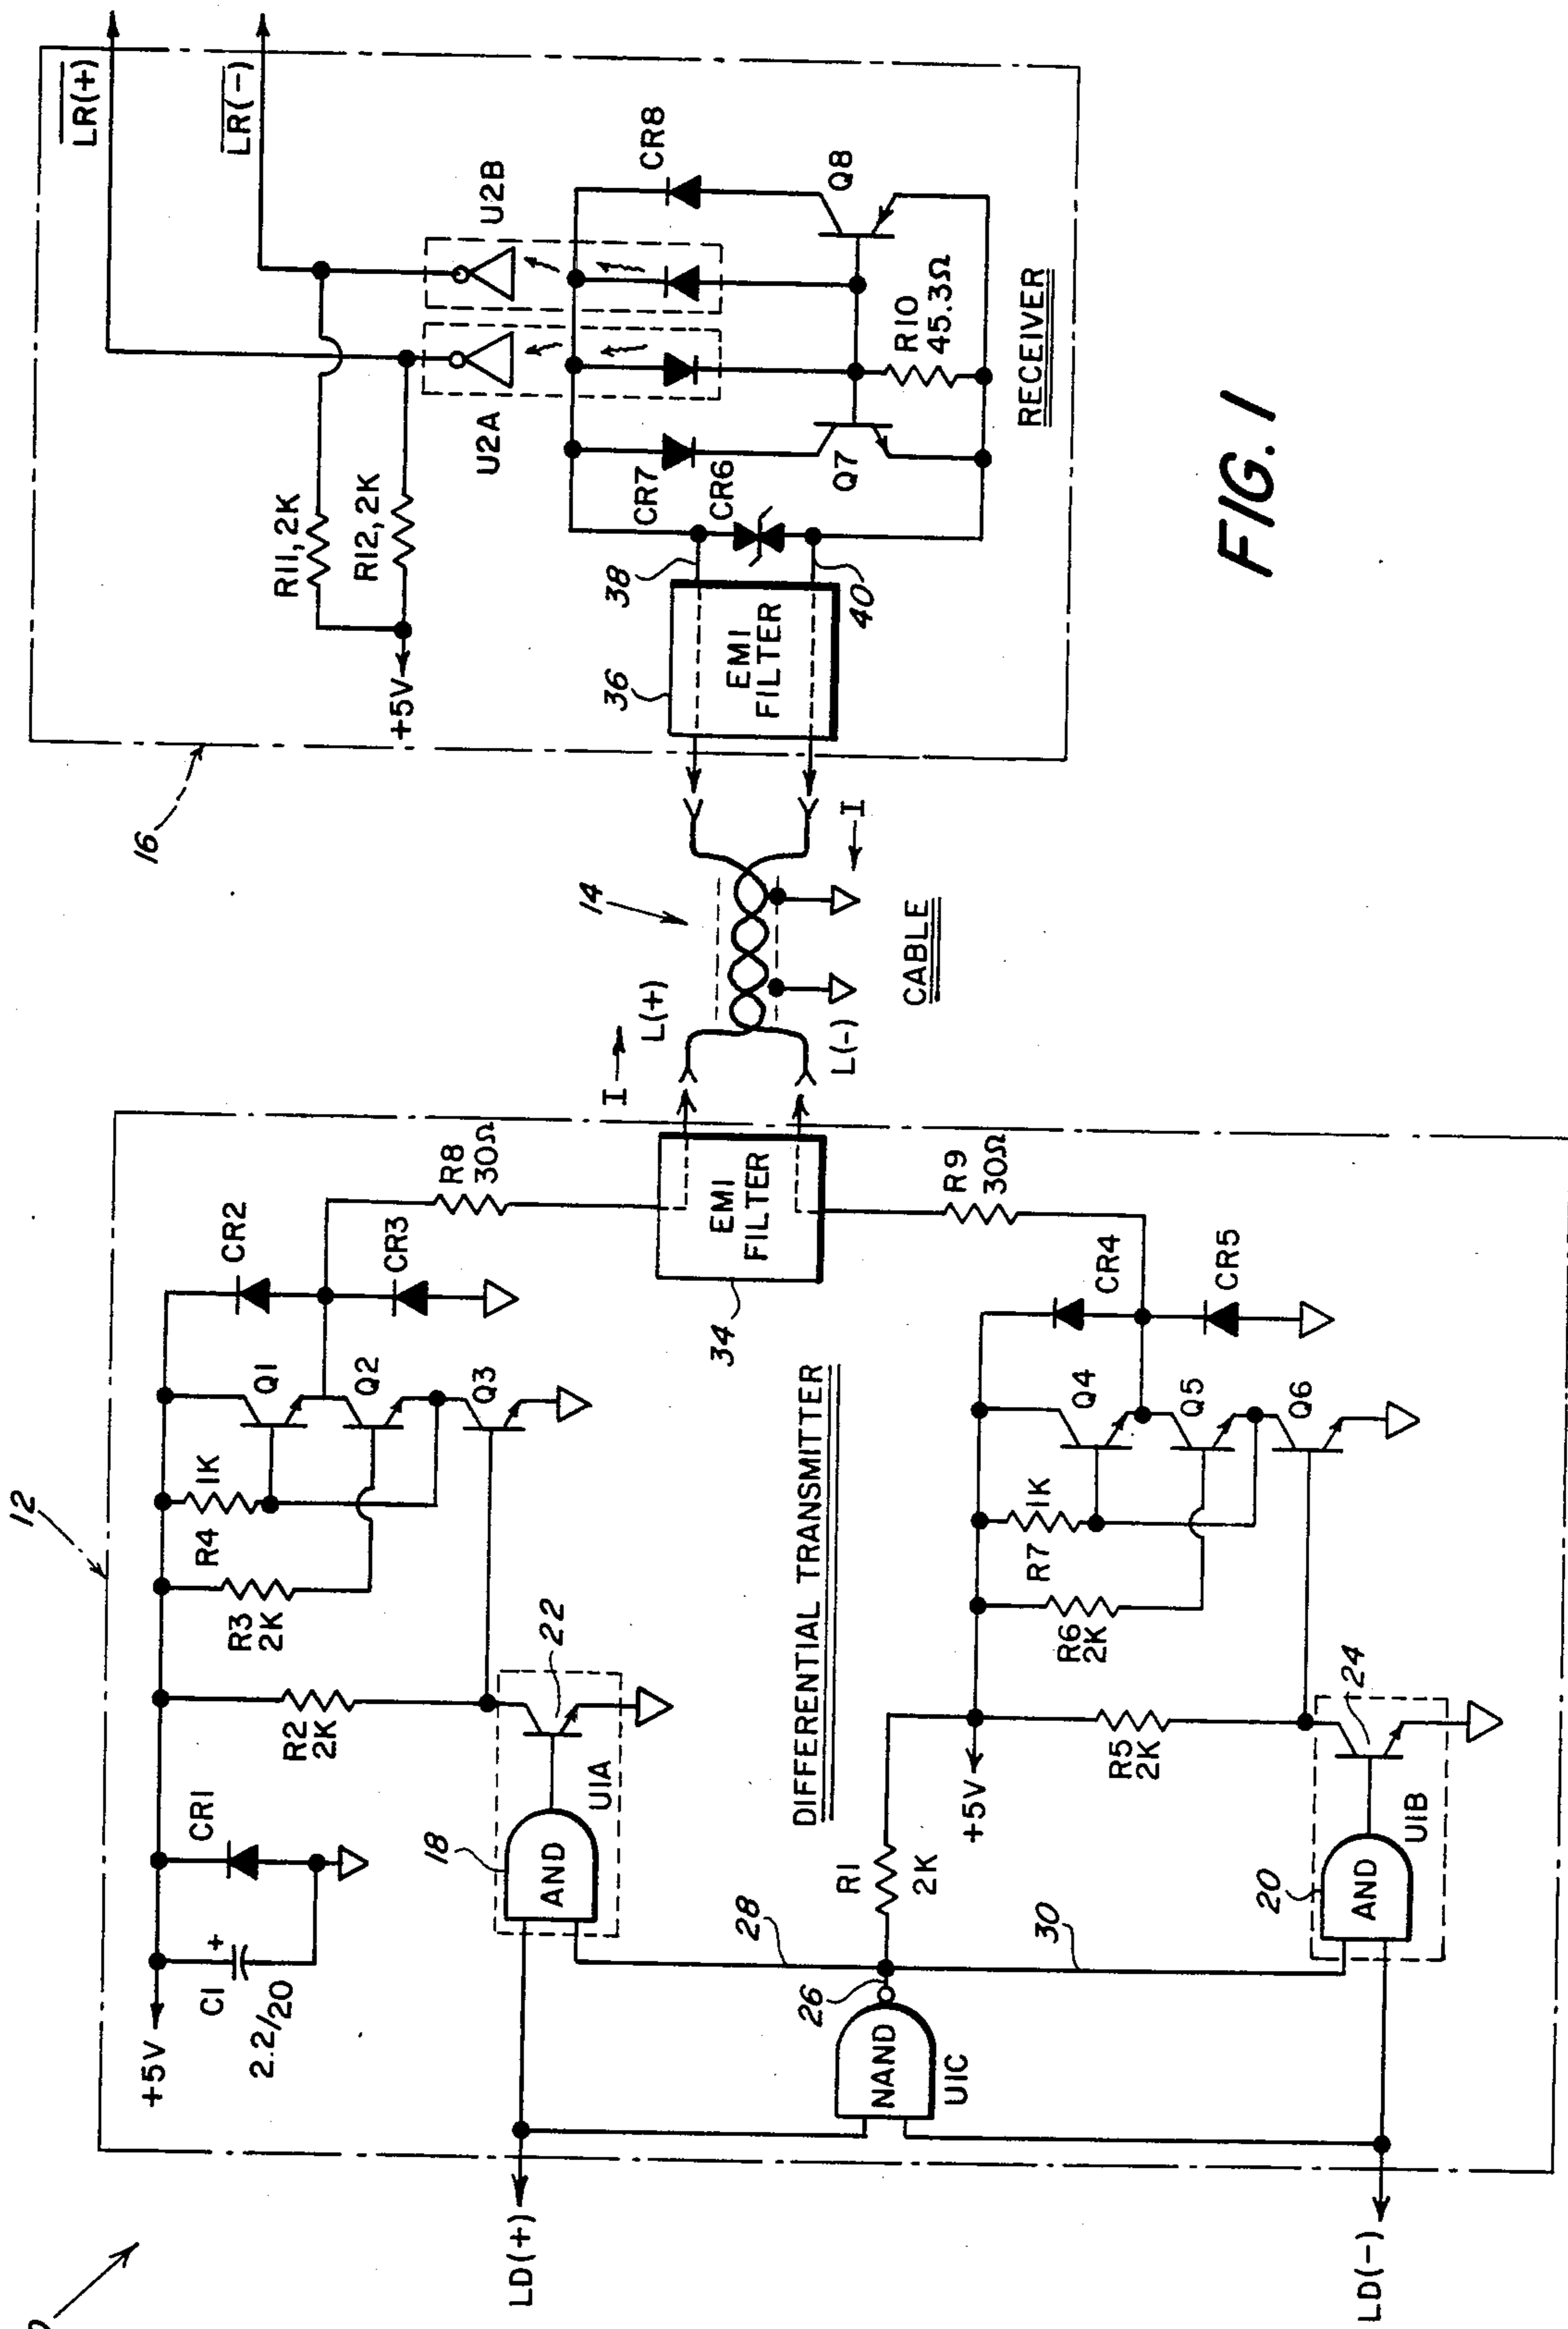 12
+5V
C1
+
2.2/20
CR1
R2
2K
R3
2K
R4
1K
Q1
Q2
Q3
CR2
CR3
R8
30Ω
I
L(+)
LD(+)
18
AND
U1A
22
28
26
NAND
U1C
30
R1
2K
DIFFERENTIAL TRANSMITTER
34
EMI
FILTER
+5V
R5
2K
R6
2K
R7
1K
Q4
Q5
Q6
CR4
CR5
R9
30Ω
LD(-)
20
AND
U1B
24
14
L(-)
CABLE
I
16
+5V
R11, 2K
R12, 2K
LR(+)
LR(-)
U2A
U2B
36
EMI
FILTER
38
40
CR7
CR6
Q7
CR8
Q8
R10
45.3Ω
RECEIVER
FIG. 1